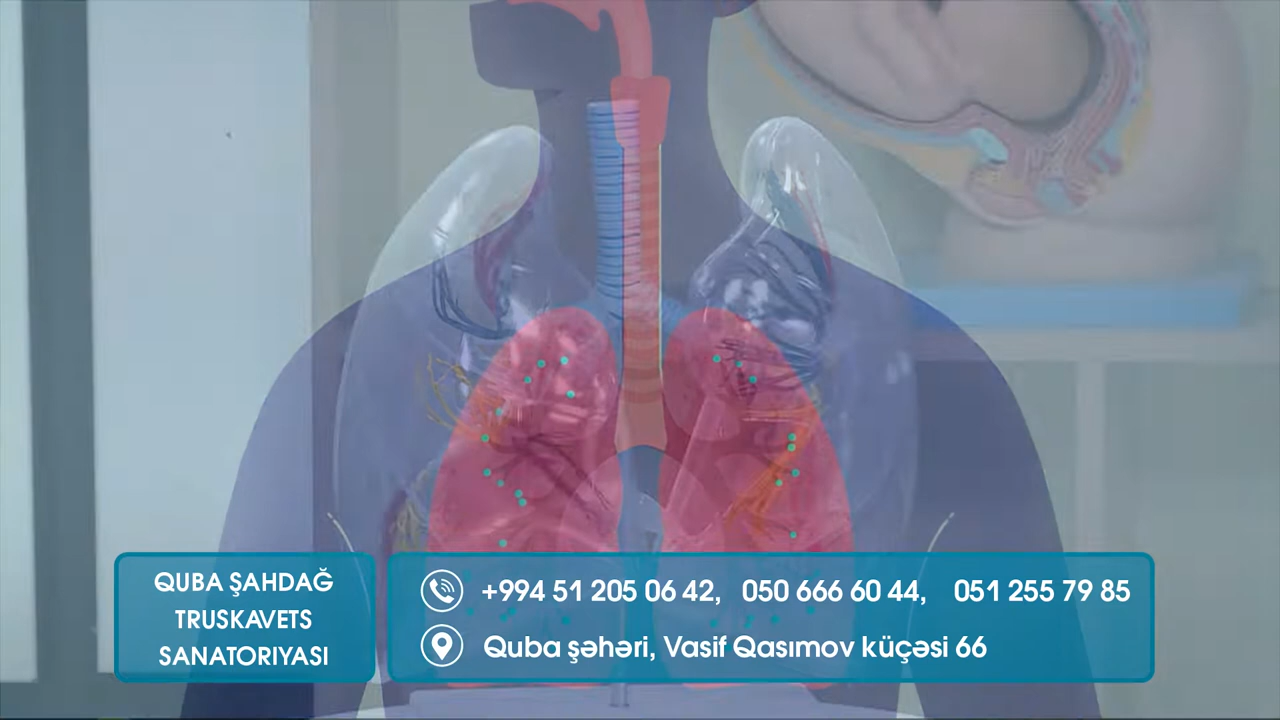 QUBA ŞAHDAĞ
TRUSKAVETS
SANATORIYASI
+994 51 205 06 42, 050 666 60 44, 051 255 79 85
Quba şəhəri, Vasif Qasımov küçəsi 66